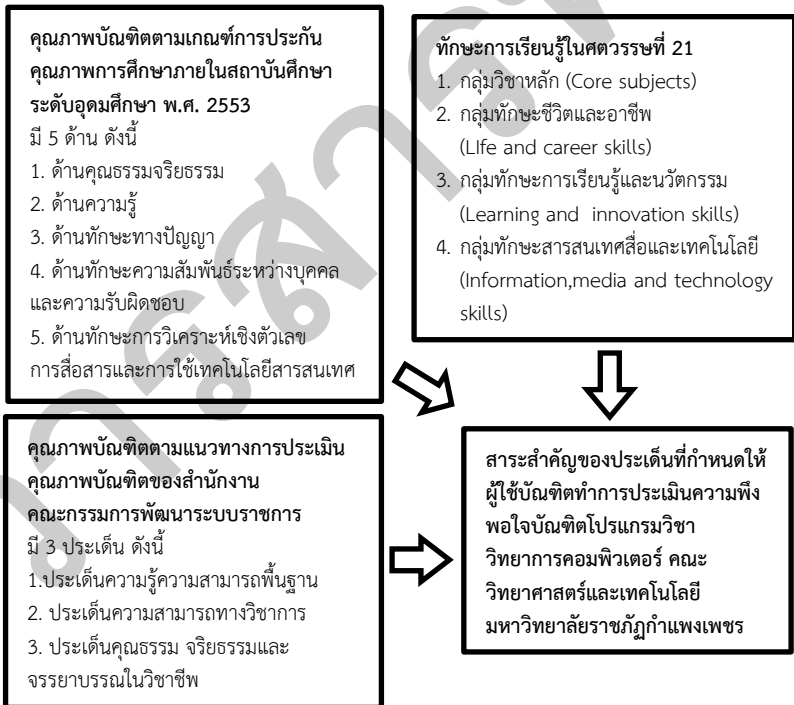 คุณภาพบัณฑิตตามเกณฑ์การประกัน
คุณภาพการศึกษาภายในสถาบันศึกษา
ระดับอุดมศึกษา พ.ศ. 2553
มี 5 ด้าน ดังนี้
1. ด้านคุณธรรมจริยธรรม
2. ด้านความรู้
3. ด้านทักษะทางปัญญา
4. ด้านทักษะความสัมพันธ์ระหว่างบุคคล
และความรับผิดชอบ
5. ด้านทักษะการวิเคราะห์เชิงตัวเลข
การสื่อสารและการใช้เทคโนโลยีสารสนเทศ
ทักษะการเรียนรู้ในศตวรรษที่ 21
1. กลุ่มวิชาหลัก (Core subjects)
2. กลุ่มทักษะชีวิตและอาชีพ
(LIfe and career skills)
3. กลุ่มทักษะการเรียนรู้และนวัตกรรม
(Learning and innovation skills)
4. กลุ่มทักษะสารสนเทศสื่อและเทคโนโลยี
(Information,media and technology
skills)
คุณภาพบัณฑิตตามแนวทางการประเมิน
คุณภาพบัณฑิตของสำนักงาน
คณะกรรมการพัฒนาระบบราชการ
มี 3 ประเด็น ดังนี้
1.ประเด็นความรู้ความสามารถพื้นฐาน
2. ประเด็นความสามารถทางวิชาการ
3. ประเด็นคุณธรรม จริยธรรมและ
จรรยาบรรณในวิชาชีพ
สาระสำคัญของประเด็นที่กำหนดให้
ผู้ใช้บัณฑิตทำการประเมินความพึง
พอใจบัณฑิตโปรแกรมวิชา
วิทยาการคอมพิวเตอร์ คณะ
วิทยาศาสตร์และเทคโนโลยี
มหาวิทยาลัยราชภัฏกำแพงเพชร